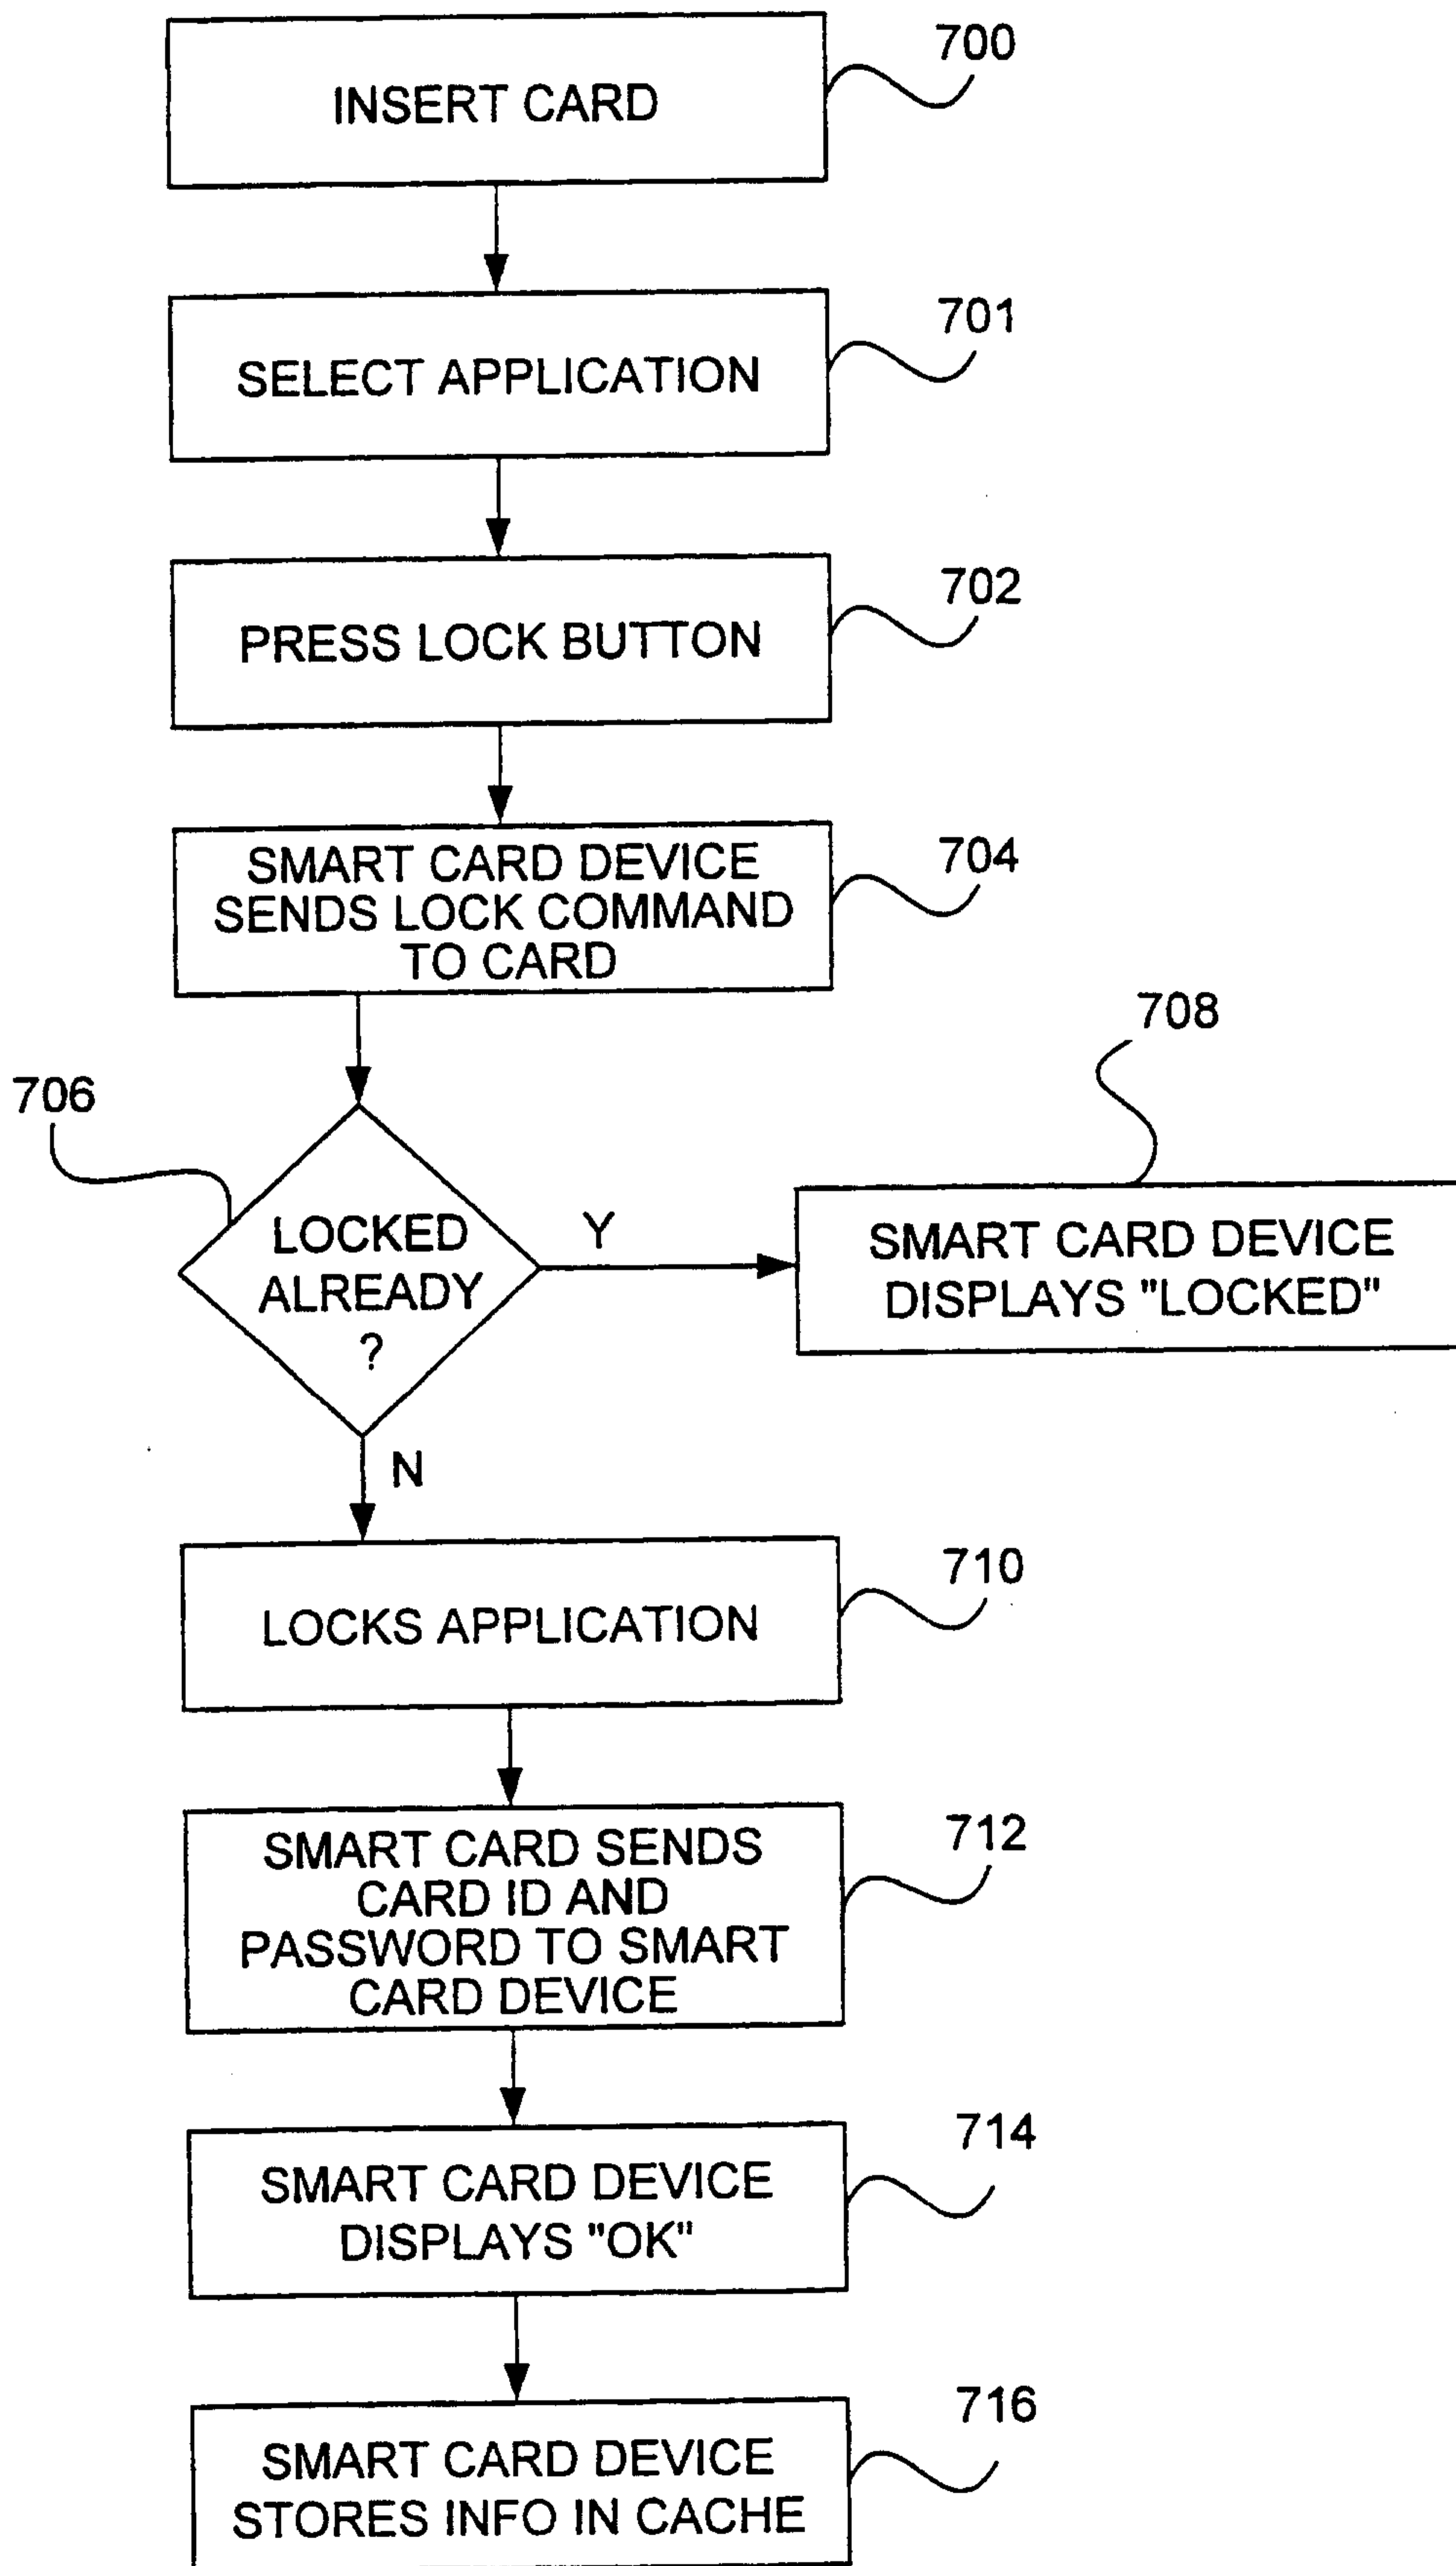 700
INSERT CARD
701
SELECT APPLICATION
702
PRESS LOCK BUTTON
704
SMART CARD DEVICE
SENDS LOCK COMMAND
TO CARD
708
706
LOCKED
ALREADY
?
Y
SMART CARD DEVICE
DISPLAYS "LOCKED"
N
710
LOCKS APPLICATION
712
SMART CARD SENDS
CARD ID AND
PASSWORD TO SMART
CARD DEVICE
714
SMART CARD DEVICE
DISPLAYS "OK"
716
SMART CARD DEVICE
STORES INFO IN CACHE